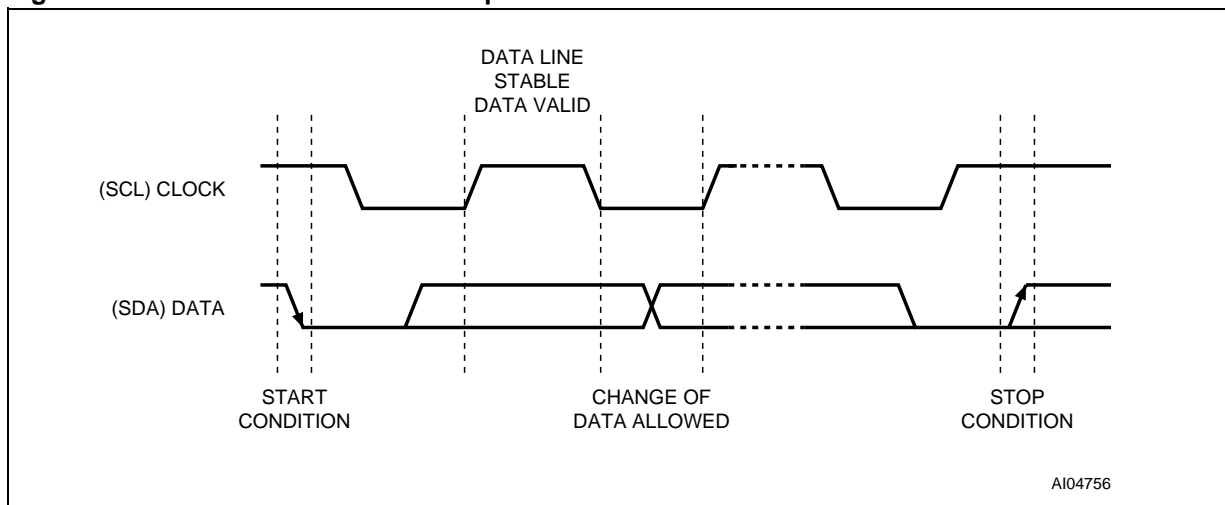 DATA LINE
STABLE
DATA VALID
(SCL) CLOCK
(SDA) DATA
START
CONDITION
CHANGE OF
DATA ALLOWED
STOP
CONDITION
AI04756